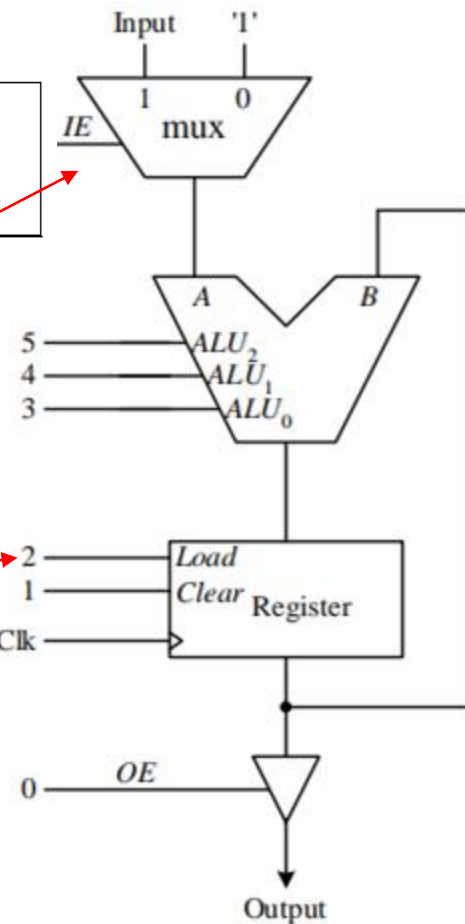 Input '1'
1 0
IE mux
A B
5 ALU2
4 ALU1
3 ALU0
2 Load
1 Clear Register
Clk
0 OE
Output